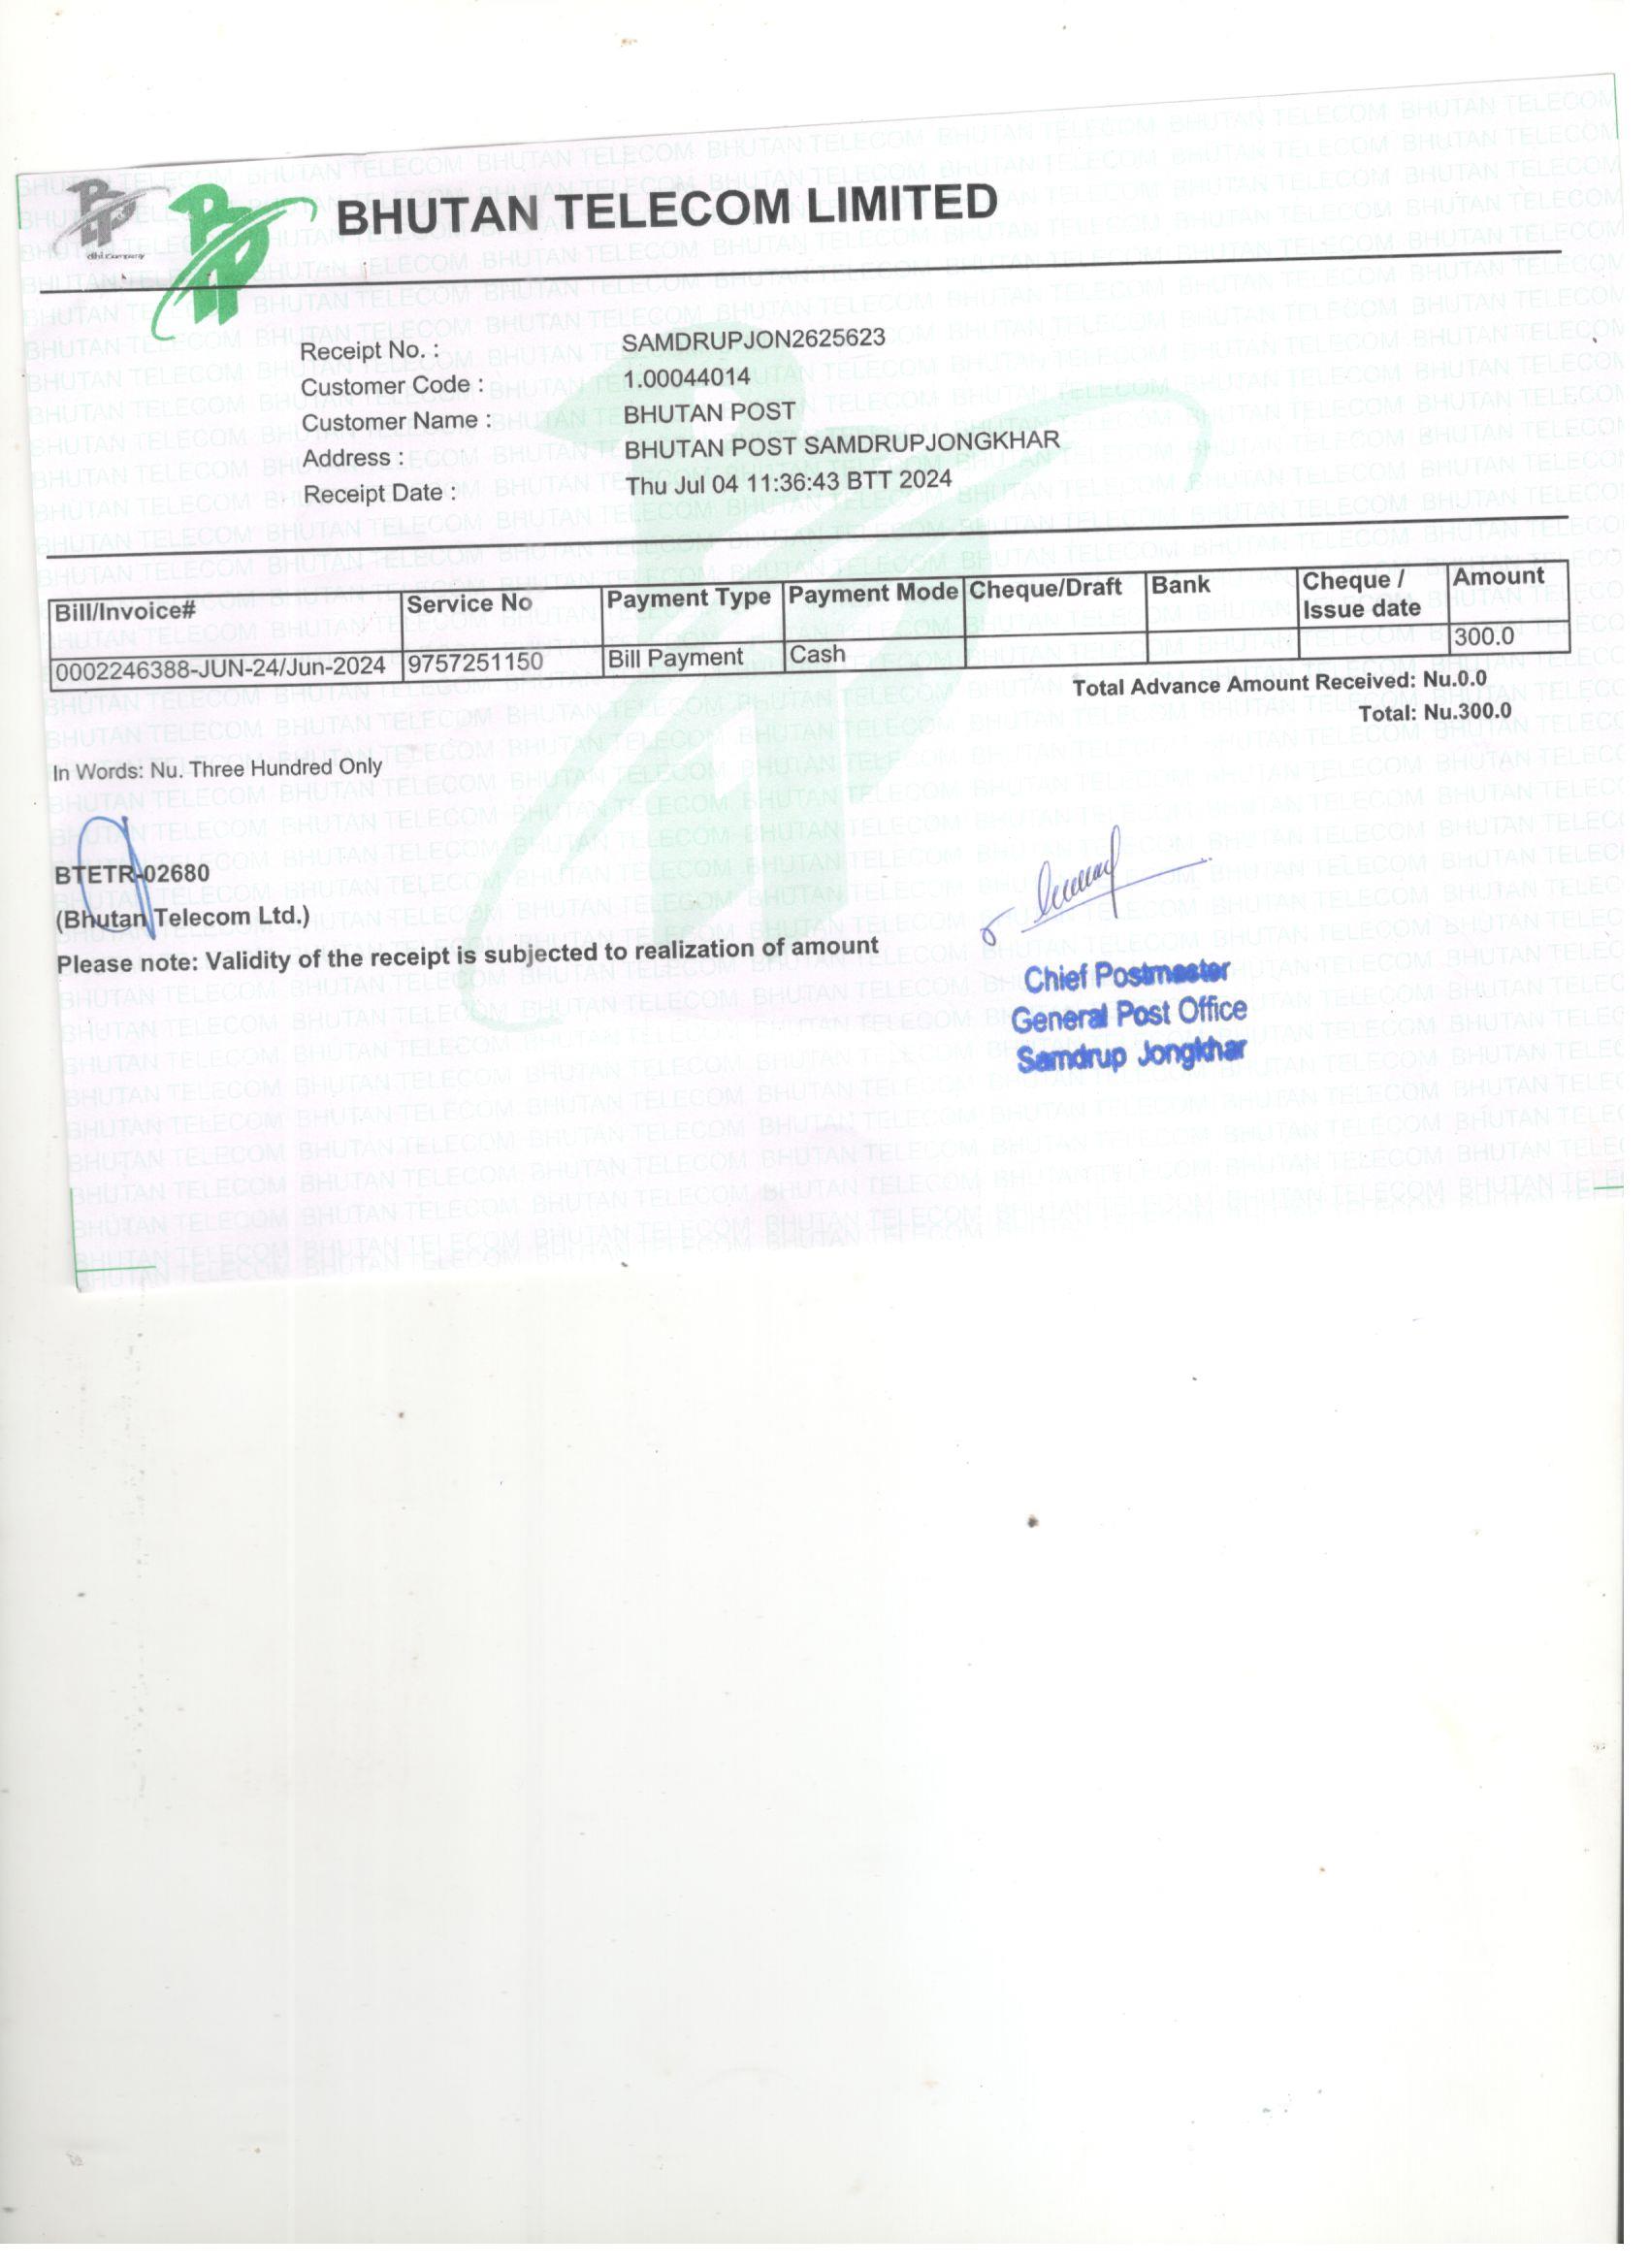 dhi Company
BHUTAN TELECOM LIMITED
Receipt No. : SAMDRUPJON2625623
Customer Code : 1.00044014
Customer Name : BHUTAN POST
Address : BHUTAN POST SAMDRUPJONGKHAR
Receipt Date : Thu Jul 04 11:36:43 BTT 2024
Bill/Invoice# Service No Payment Type Payment Mode Cheque/Draft Bank Cheque / Issue date Amount
0002246388-JUN-24/Jun-2024 9757251150 Bill Payment Cash 300.0
Total Advance Amount Received: Nu.0.0
Total: Nu.300.0
In Words: Nu. Three Hundred Only
BTETR-02680
(Bhutan Telecom Ltd.)
Please note: Validity of the receipt is subjected to realization of amount
Chief Postmaster
General Post Office
Samdrup Jongkhar